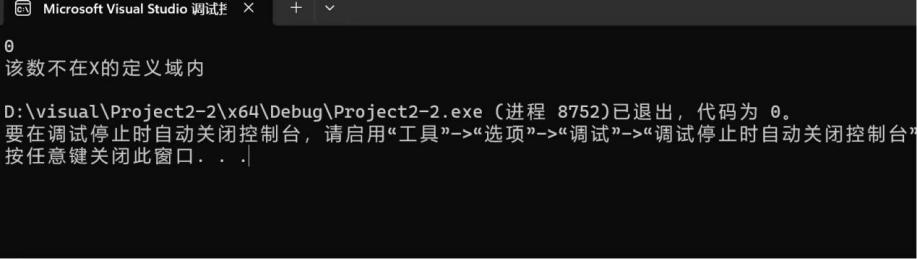 Microsoft Visual Studio 调试控
0
该数不在X的定义域内
D:\visual\Project2-2\x64\Debug\Project2-2.exe (进程 8752)已退出，代码为 0。
要在调试停止时自动关闭控制台，请启用“工具”->“选项”->“调试”->“调试停止时自动关闭控制台”
按任意键关闭此窗口. . .